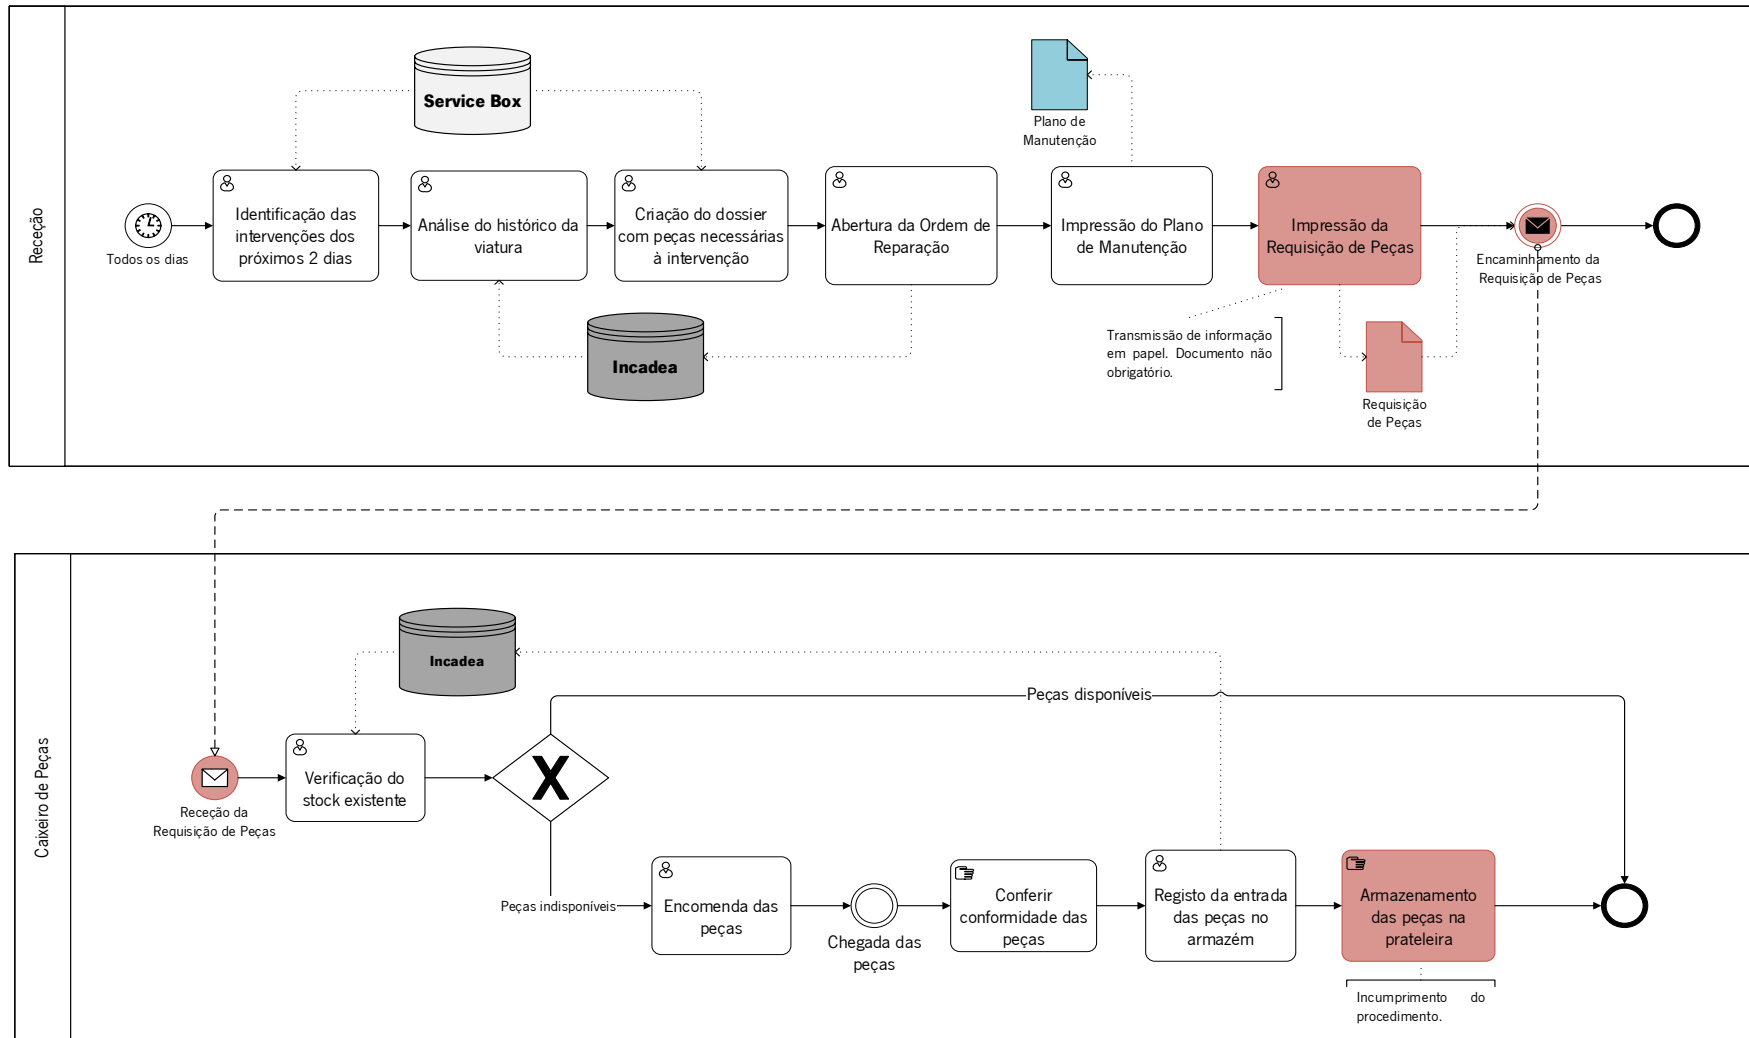 Receção
Service Box
Plano de
Manutenção
Todos os dias
Identificação das
intervenções dos
próximos 2 dias
Análise do histórico da
viatura
Criação do dossier
com peças necessárias
à intervenção
Abertura da Ordem de
Reparação
Impressão do Plano
de Manutenção
Impressão da
Requisição de Peças
Encaminhamento da
Requisição de Peças
Incadea
Transmissão de informação
em papel. Documento não
obrigatório.
Requisição
de Peças
Caixeiro de Peças
Incadea
Peças disponíveis
Receção da
Requisição de Peças
Verificação do
stock existente
X
Peças indisponíveis
Encomenda das
peças
Chegada das
peças
Conferir
conformidade das
peças
Registo da entrada
das peças no
armazém
Armazenamento
das peças na
prateleira
Incumprimento do
procedimento.